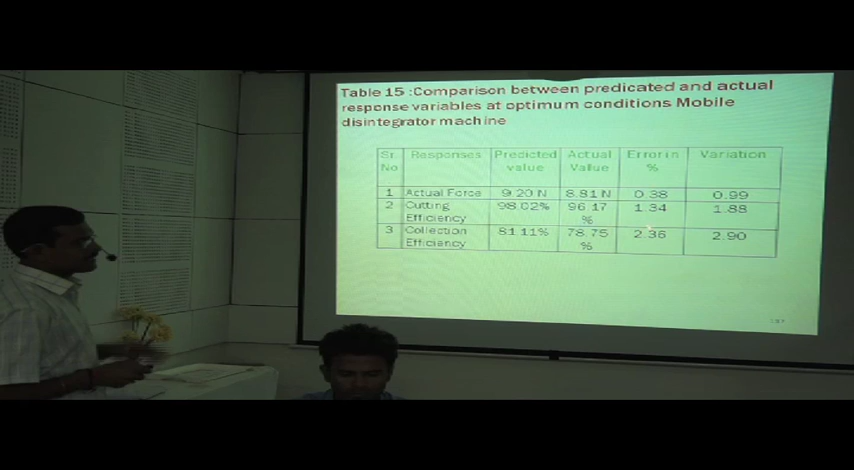 Table 15 :Comparison between predicated and actual
response variables at optimum conditions Mobile
disintegrator machine
Sr. No Responses Predicted value Actual Value Error in % Variation
1 Actual Force 9.20 N 8.81 N 0.38 0.99
2 Cutting Efficiency 98.02% 96.17 % 1.34 1.88
3 Collection Efficiency 81.11% 78.75 % 2.36 2.90